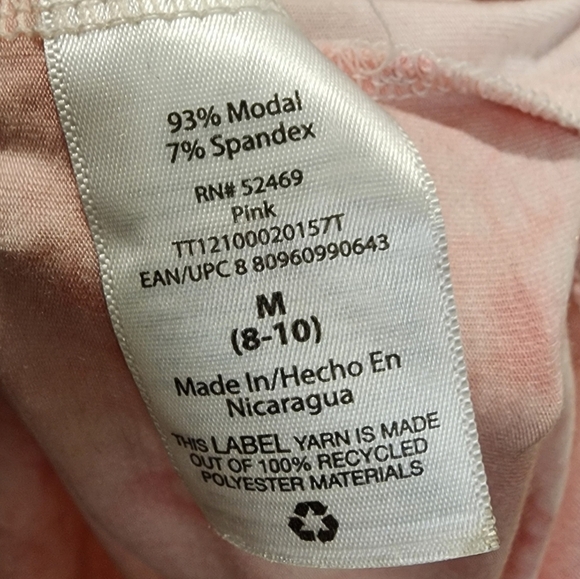 93% Modal
7% Spandex
RN# 52469
Pink
TT12100020157T
EAN/UPC 8 80960990643
M
(8-10)
Made In/Hecho En
Nicaragua
THIS LABEL YARN IS MADE
OUT OF 100% RECYCLED
POLYESTER MATERIALS